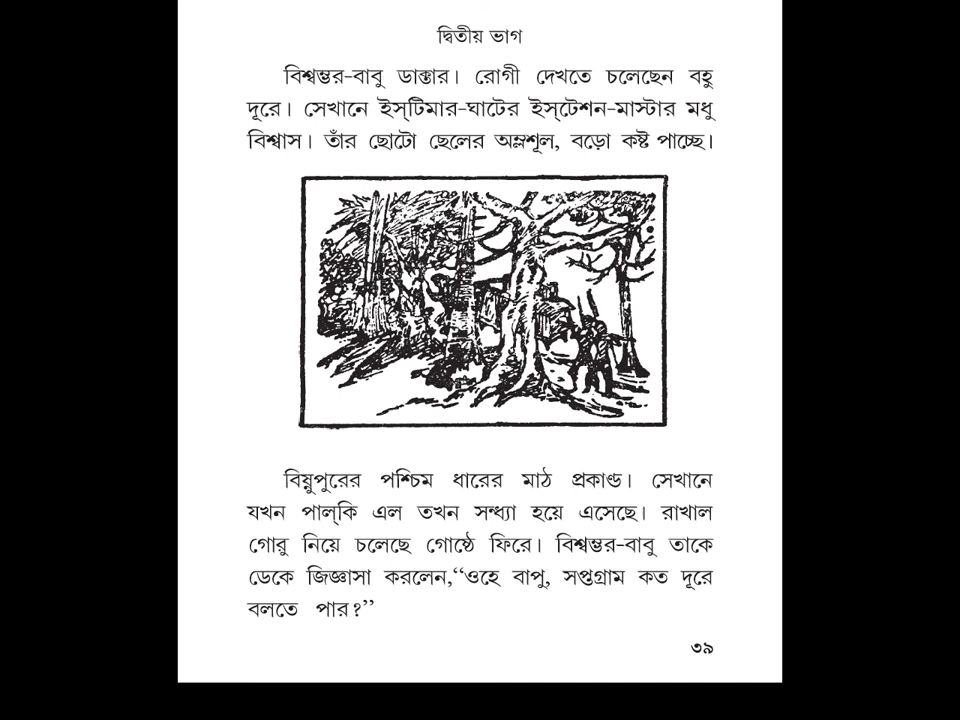 দ্বিতীয় ভাগ
বিশ্বম্ভর-বাবু ডাক্তার। রোগী দেখতে চলেছেন বহু
দূরে। সেখানে ইস্‌টিমার-ঘাটের ইস্‌টেশন-মাস্টার মধু
বিশ্বাস। তাঁর ছোটো ছেলের অম্লশূল, বড়ো কষ্ট পাচ্ছে।
বিষ্ণুপুরের পশ্চিম ধারের মাঠ প্রকাণ্ড। সেখানে
যখন পাল্‌কি এল তখন সন্ধ্যা হয়ে এসেছে। রাখাল
গোরু নিয়ে চলেছে গোষ্ঠে ফিরে। বিশ্বম্ভর-বাবু তাকে
ডেকে জিজ্ঞাসা করলেন,“ওহে বাপু, সপ্তগ্রাম কত দূরে
বলতে পার?”
৩৯